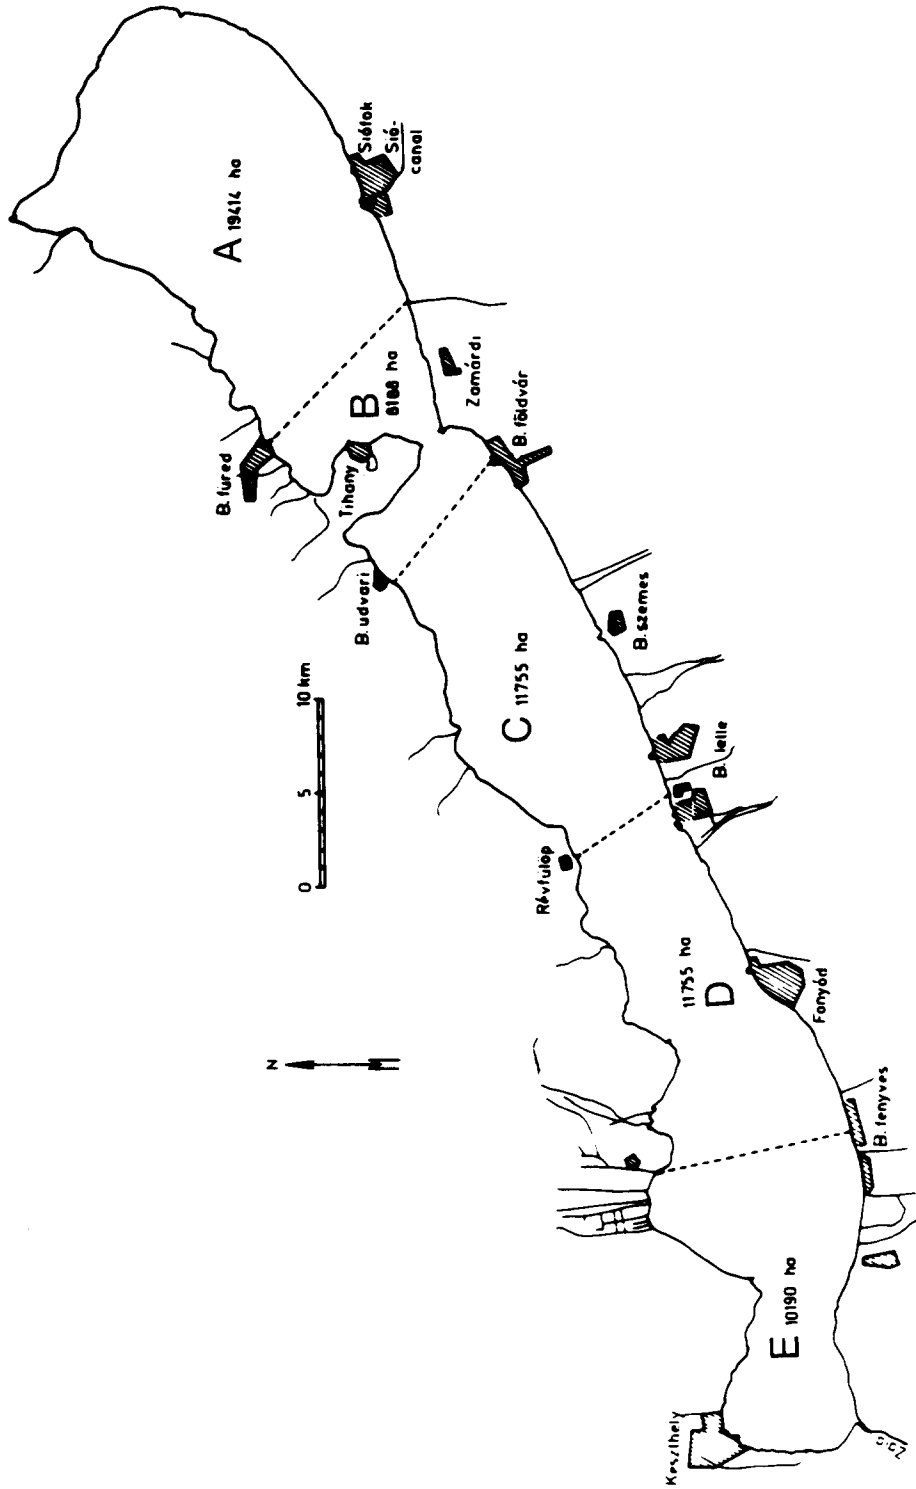 Siófok
Sió-
canal
A 19414 ha
B
8188 ha
Zamárdi
B. földvár
B. füred
Tihany
B. udvari
B. szemes
C 11755 ha
0 5 10 km
B. lelle
Révfülöp
11755 ha
D
Fonyód
N
B. fenyves
E 10190 ha
Keszthely
Zala